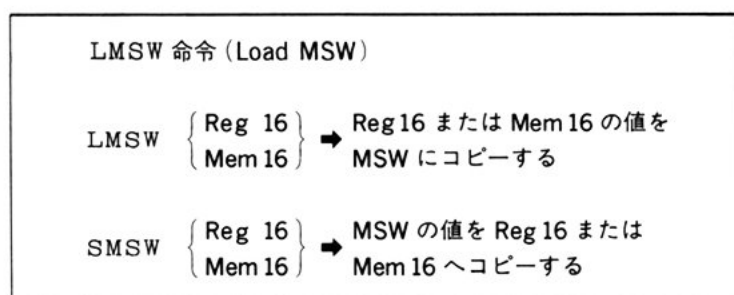 LMSW 命令 (Load MSW)
LMSW { Reg 16 Mem 16 } ➡ Reg 16 または Mem 16 の値を
MSW にコピーする
SMSW { Reg 16 Mem 16 } ➡ MSW の値を Reg 16 または
Mem 16 へコピーする